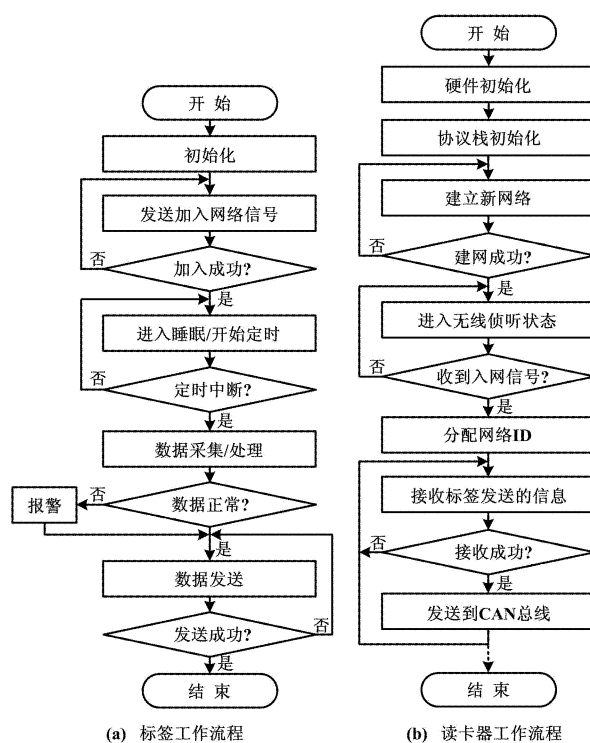 开 始
初始化
发送加入网络信号
加入成功?
否
是
进入睡眠/开始定时
定时中断?
否
是
数据采集/处理
数据正常?
否
报警
是
数据发送
发送成功?
否
是
结 束
(a) 标签工作流程
开 始
硬件初始化
协议栈初始化
建立新网络
建网成功?
否
是
进入无线侦听状态
收到入网信号?
否
是
分配网络ID
接收标签发送的信息
接收成功?
否
是
发送到CAN总线
结 束
(b) 读卡器工作流程